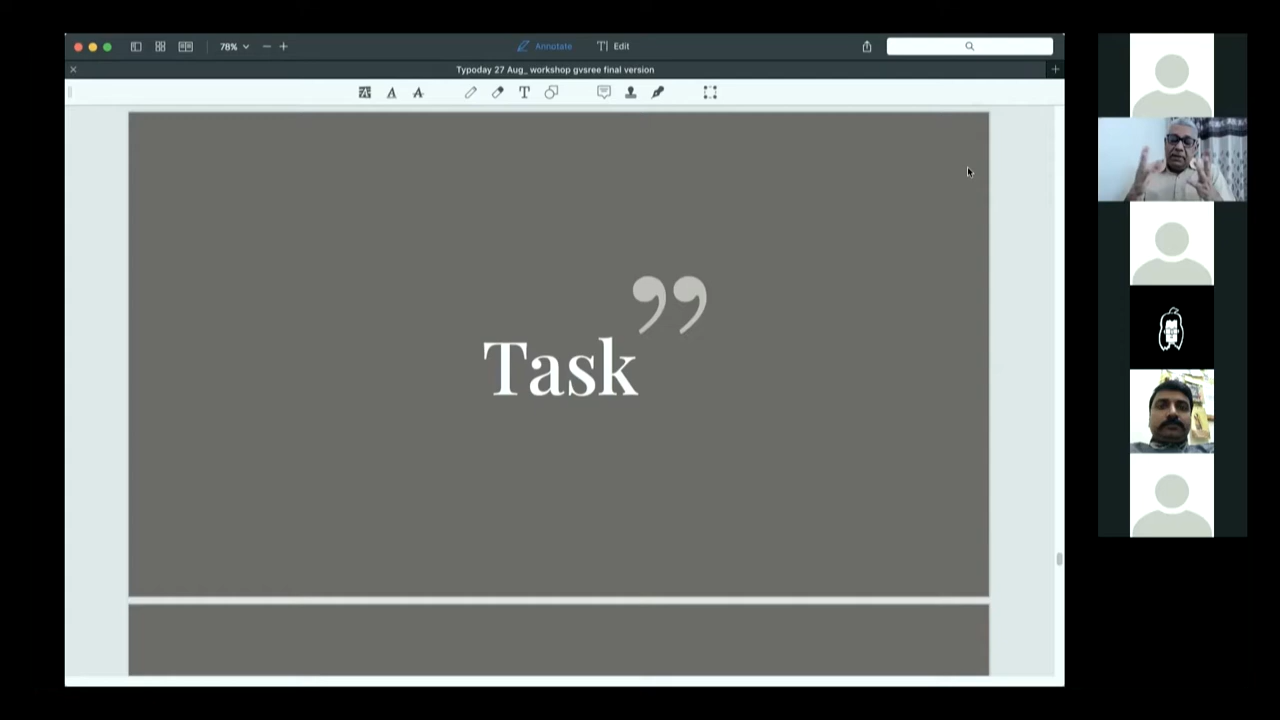 78%
Annotate
Edit
Typoday 27 Aug_ workshop gvsree final version
Task”